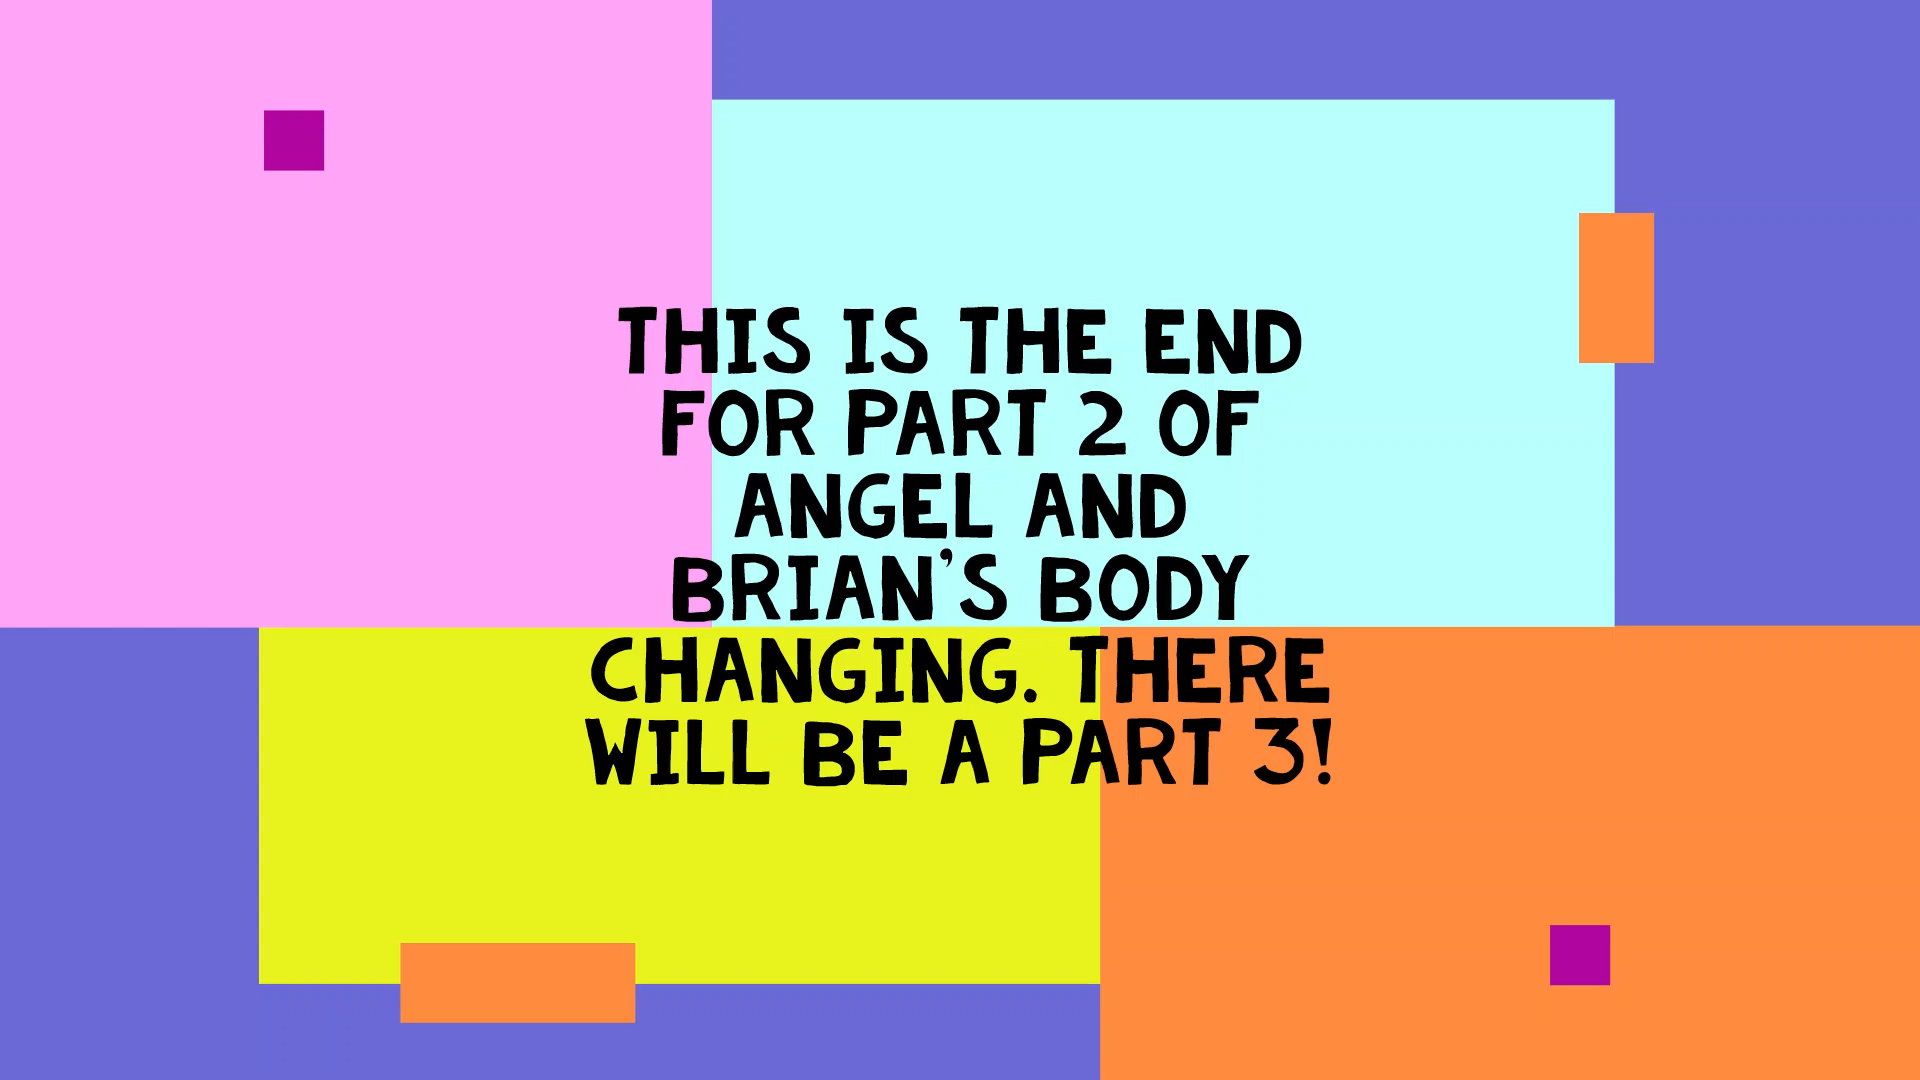 THIS IS THE END
FOR PART 2 OF
ANGEL AND
BRIAN'S BODY
CHANGING. THERE
WILL BE A PART 3!